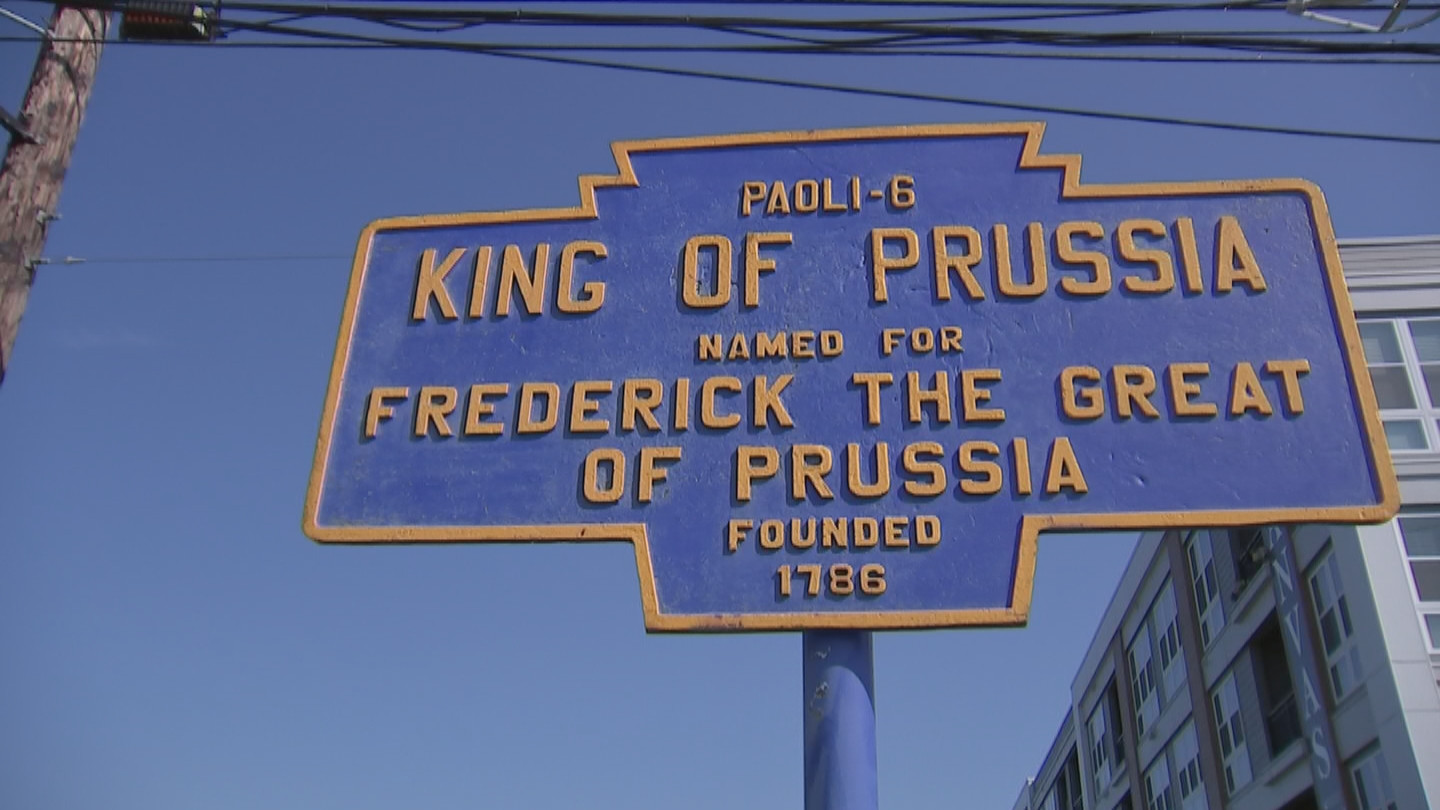 PAOLI-6
KING OF PRUSSIA
NAMED FOR
FREDERICK THE GREAT
OF PRUSSIA
FOUNDED
1786